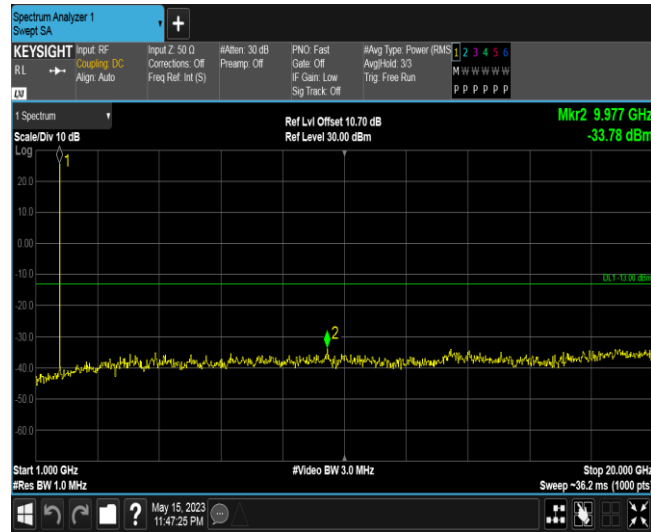 Spectrum Analyzer 1
Swept SA
+
KEYSIGHT
RL
LXI
Input: RF
Coupling: DC
Align: Auto
Input Z: 50 Ω
Corrections: Off
Freq Ref: Int (S)
#Atten: 30 dB
Preamp: Off
PNO: Fast
Gate: Off
IF Gain: Low
Sig Track: Off
#Avg Type: Power (RMS
Avg|Hold: 3/3
Trig: Free Run
1 2 3 4 5 6
M W W W W W
P P P P P P
1 Spectrum
Scale/Div 10 dB
Ref Lvl Offset 10.70 dB
Ref Level 30.00 dBm
Mkr2 9.977 GHz
-33.78 dBm
Log
1
20.0
10.0
0.00
-10.0
DL1 -13.00 dBm
-20.0
-30.0
2
-40.0
-50.0
-60.0
Start 1.000 GHz
#Res BW 1.0 MHz
#Video BW 3.0 MHz
Stop 20.000 GHz
Sweep ~36.2 ms (1000 pts)
?
May 15, 2023
11:47:25 PM